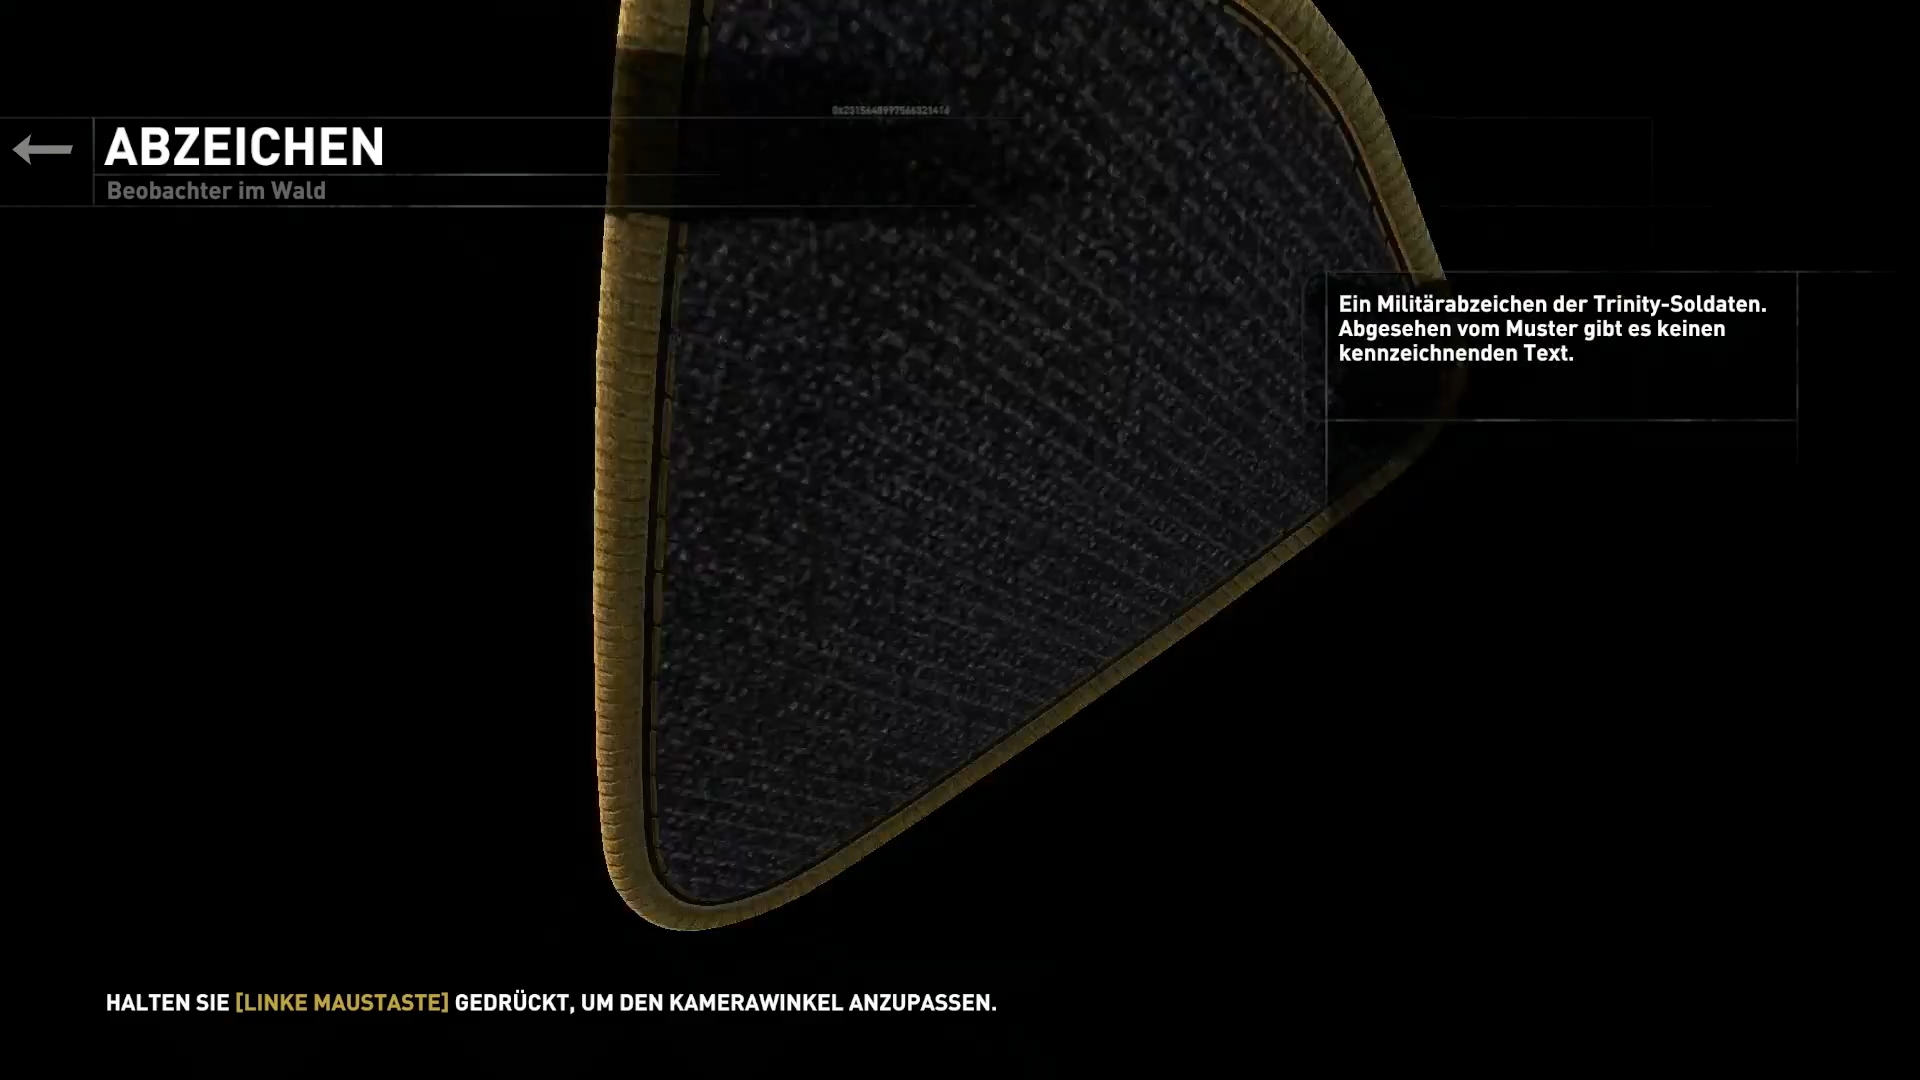 ABZEICHEN
Beobachter im Wald
Ein Militärabzeichen der Trinity-Soldaten.
Abgesehen vom Muster gibt es keinen
kennzeichnenden Text.
HALTEN SIE [LINKE MAUSTASTE] GEDRÜCKT, UM DEN KAMERAWINKEL ANZUPASSEN.